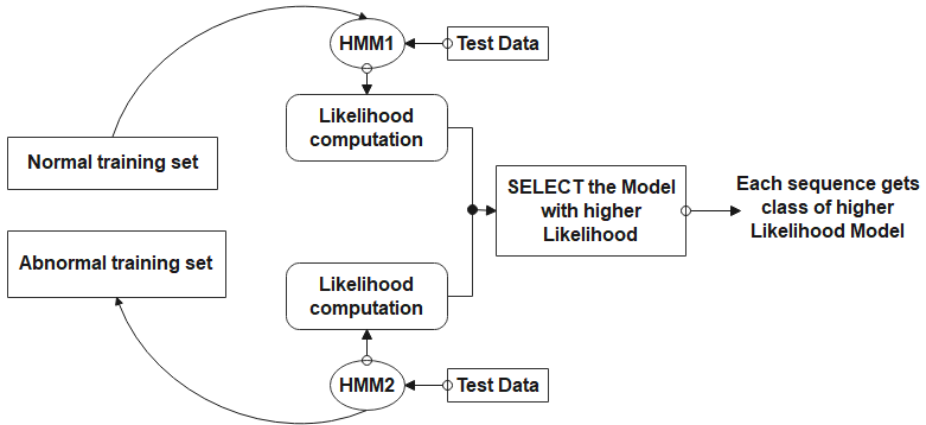 HMM1
Test Data
Likelihood
computation
Normal training set
SELECT the Model
with higher
Likelihood
Each sequence gets
class of higher
Likelihood Model
Abnormal training set
Likelihood
computation
HMM2
Test Data